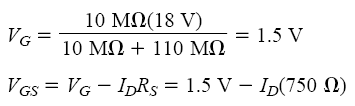 V_G = 10 MΩ(18 V) / 10 MΩ + 110 MΩ = 1.5 V
V_GS = V_G − I_D R_S = 1.5 V − I_D(750 Ω)